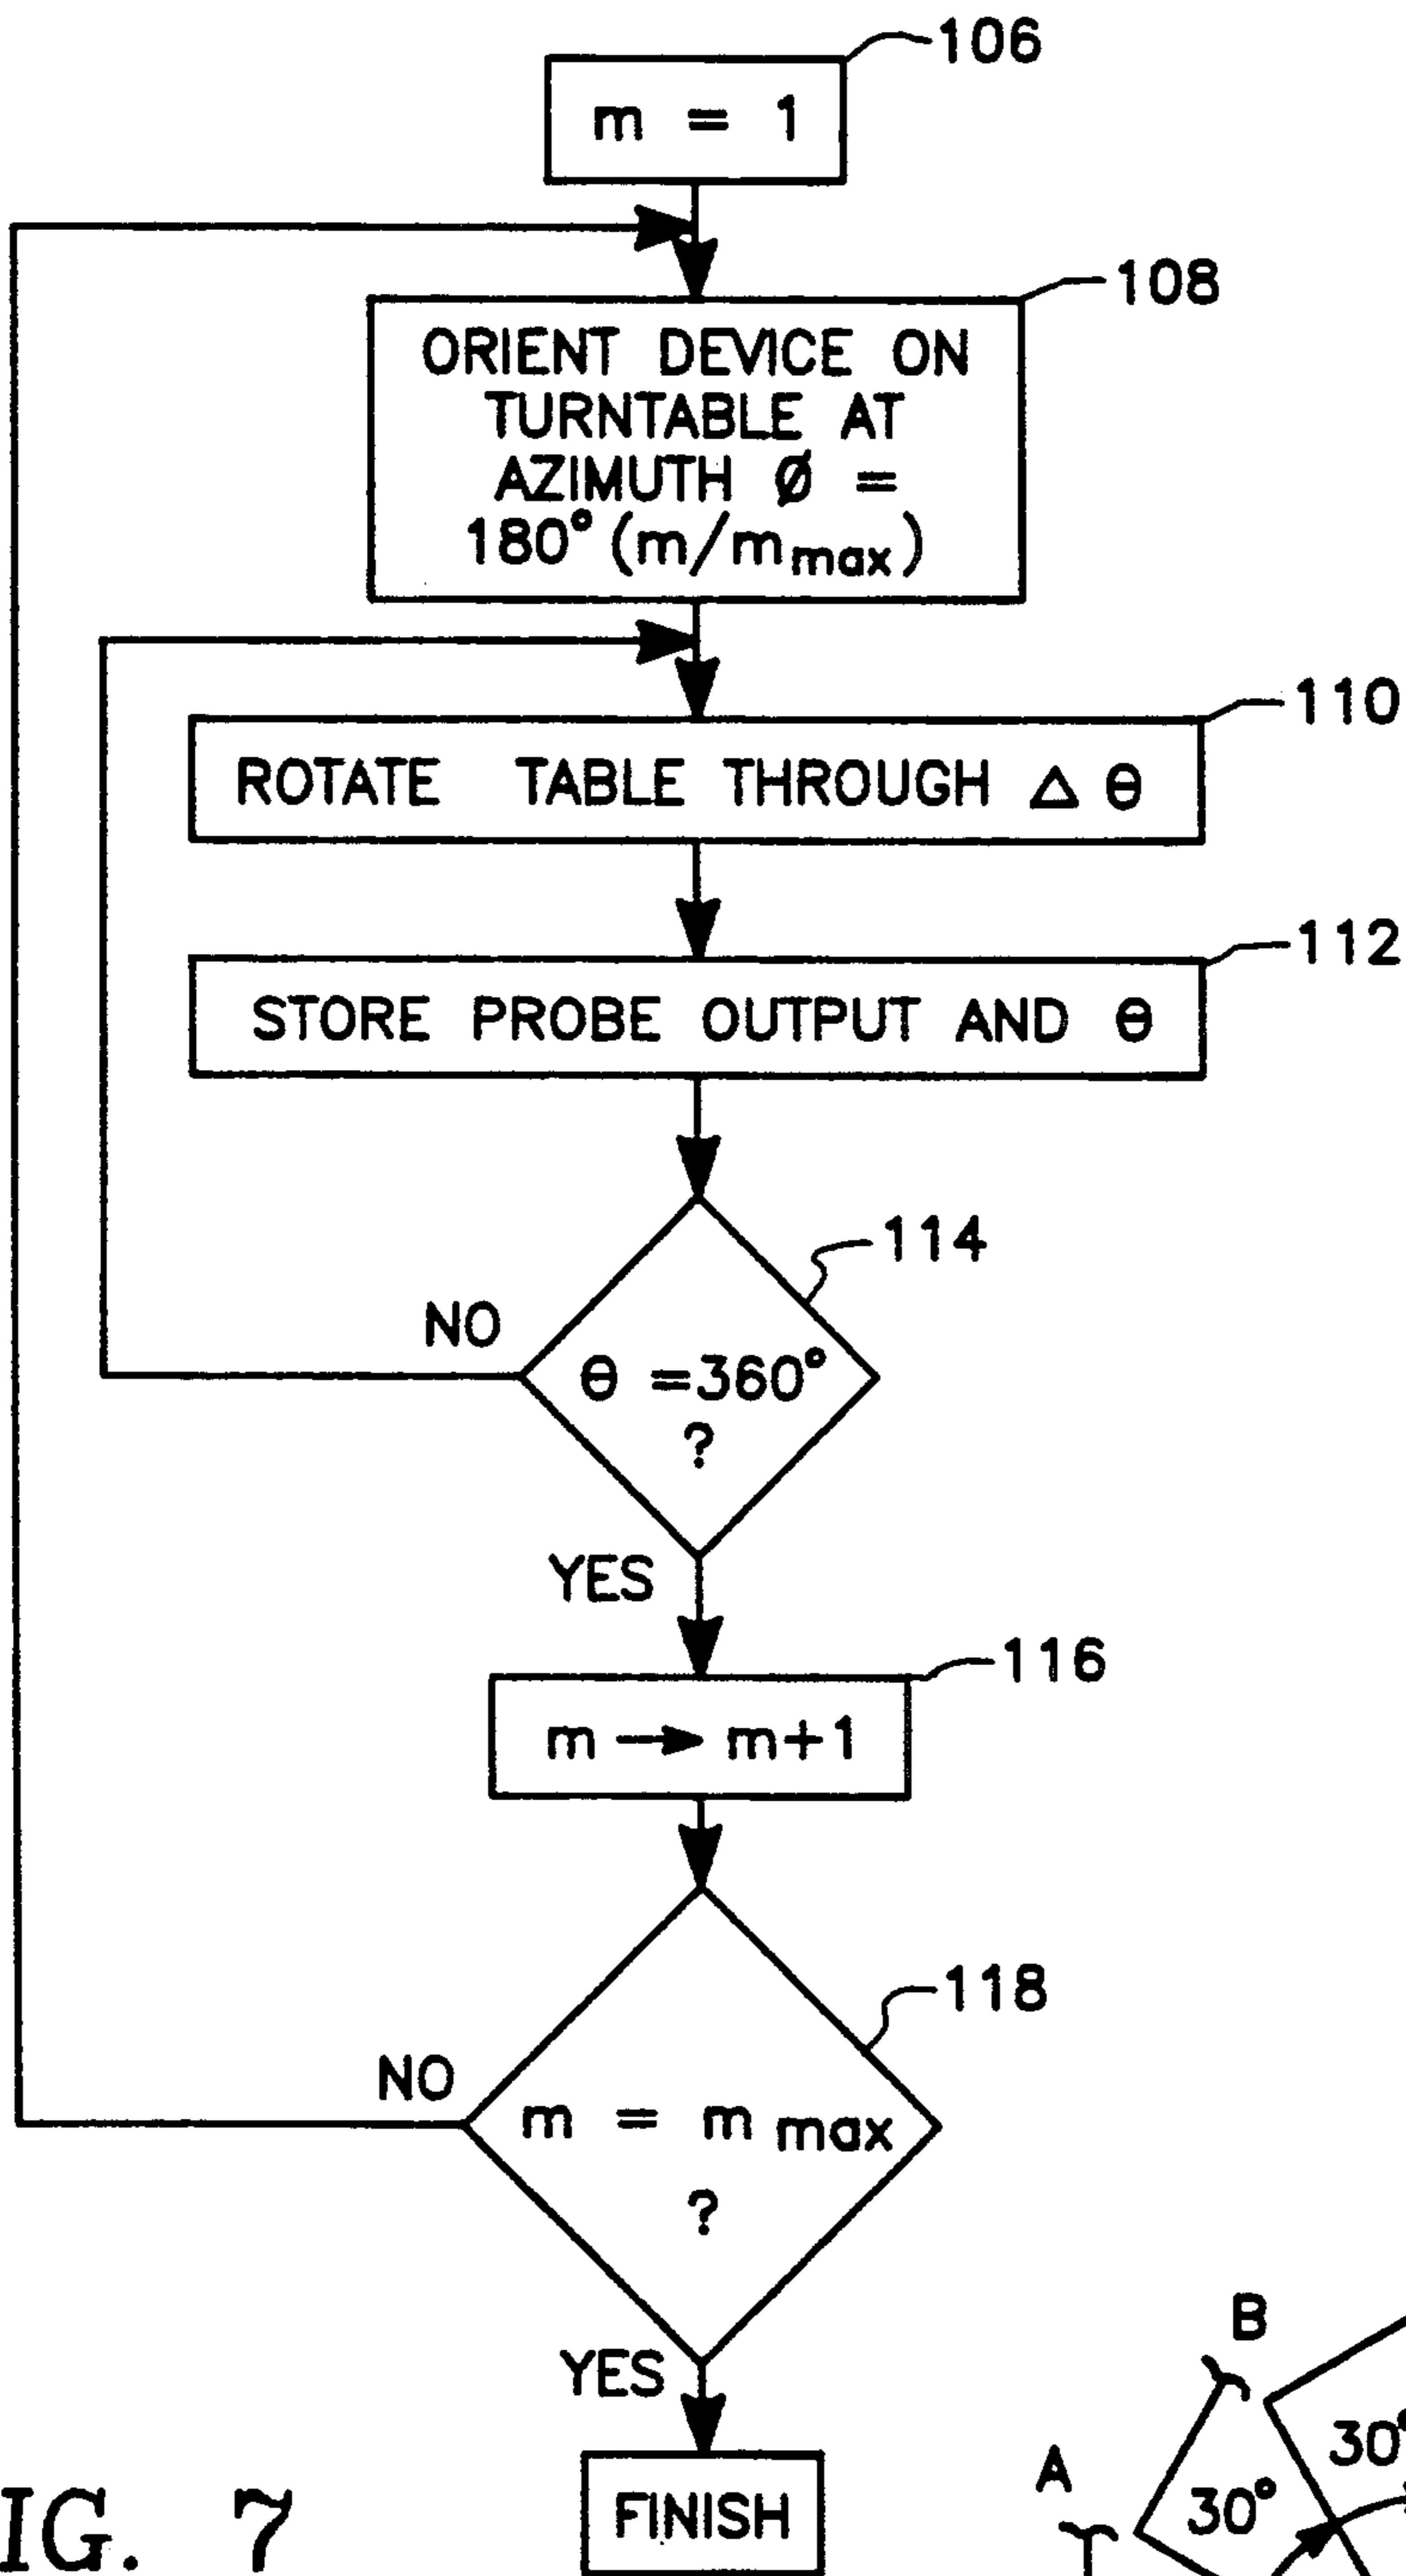 106
m = 1
108
ORIENT DEVICE ON
TURNTABLE AT
AZIMUTH Ø =
180° (m/m max)
110
ROTATE TABLE THROUGH Δ θ
112
STORE PROBE OUTPUT AND θ
114
NO
θ =360°
?
YES
116
m → m+1
118
NO
m = m max
?
YES
FINISH
IG. 7
B
A
30°
30°